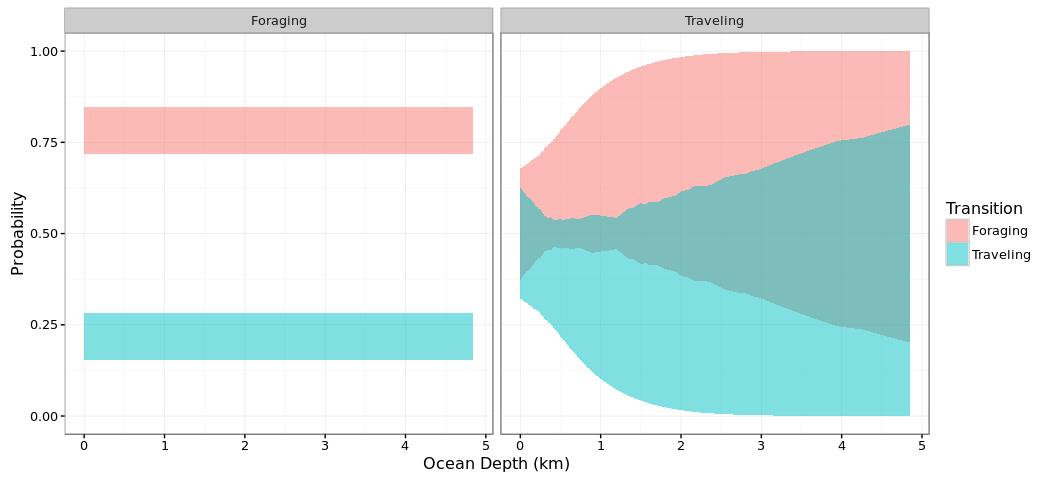 Foraging
Traveling
Probability
1.00
0.75
0.50
0.25
0.00
0 1 2 3 4 5
0 1 2 3 4 5
Ocean Depth (km)
Transition
Foraging
Traveling